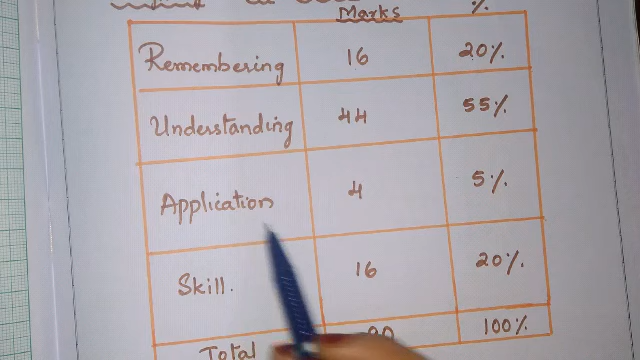 Marks %
Remembering 16 20%
Understanding 44 55%
Application 4 5%
Skill. 16 20%
Total 100%